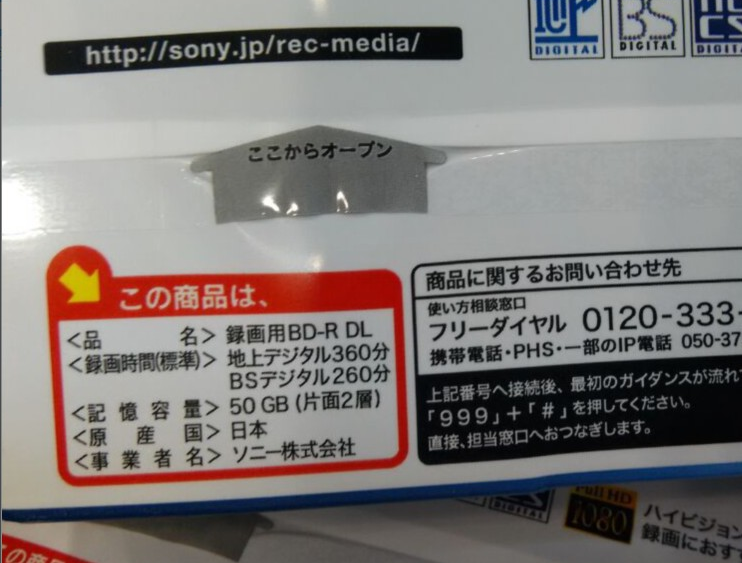 http://sony.jp/rec-media/
DIGITAL
BS
DIGITAL
CS
DIGITAL
ここからオープン
この商品は、
<品 名> 録画用BD-R DL
<録画時間(標準)> 地上デジタル360分
BSデジタル260分
<記憶容量> 50 GB (片面2層)
<原産国> 日本
<事業者名> ソニー株式会社
商品に関するお問い合わせ先
使い方相談窓口
フリーダイヤル 0120-333-
携帯電話・PHS・一部のIP電話 050-37
上記番号へ接続後、最初のガイダンスが流れ
「999」+「#」を押してください。
直接、担当窓口へおつなぎします。
DIGITAL
Full HD
1080
ハイビジョン
録画におす
の商